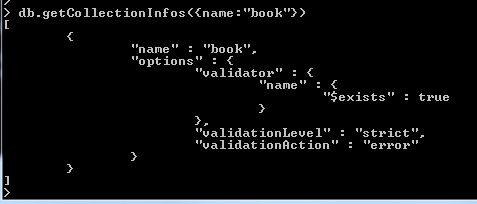 > db.getCollectionInfos({name:"book"})
[
        {
                "name" : "book",
                "options" : {
                        "validator" : {
                                "name" : {
                                        "$exists" : true
                                }
                        },
                        "validationLevel" : "strict",
                        "validationAction" : "error"
                }
        }
]
>